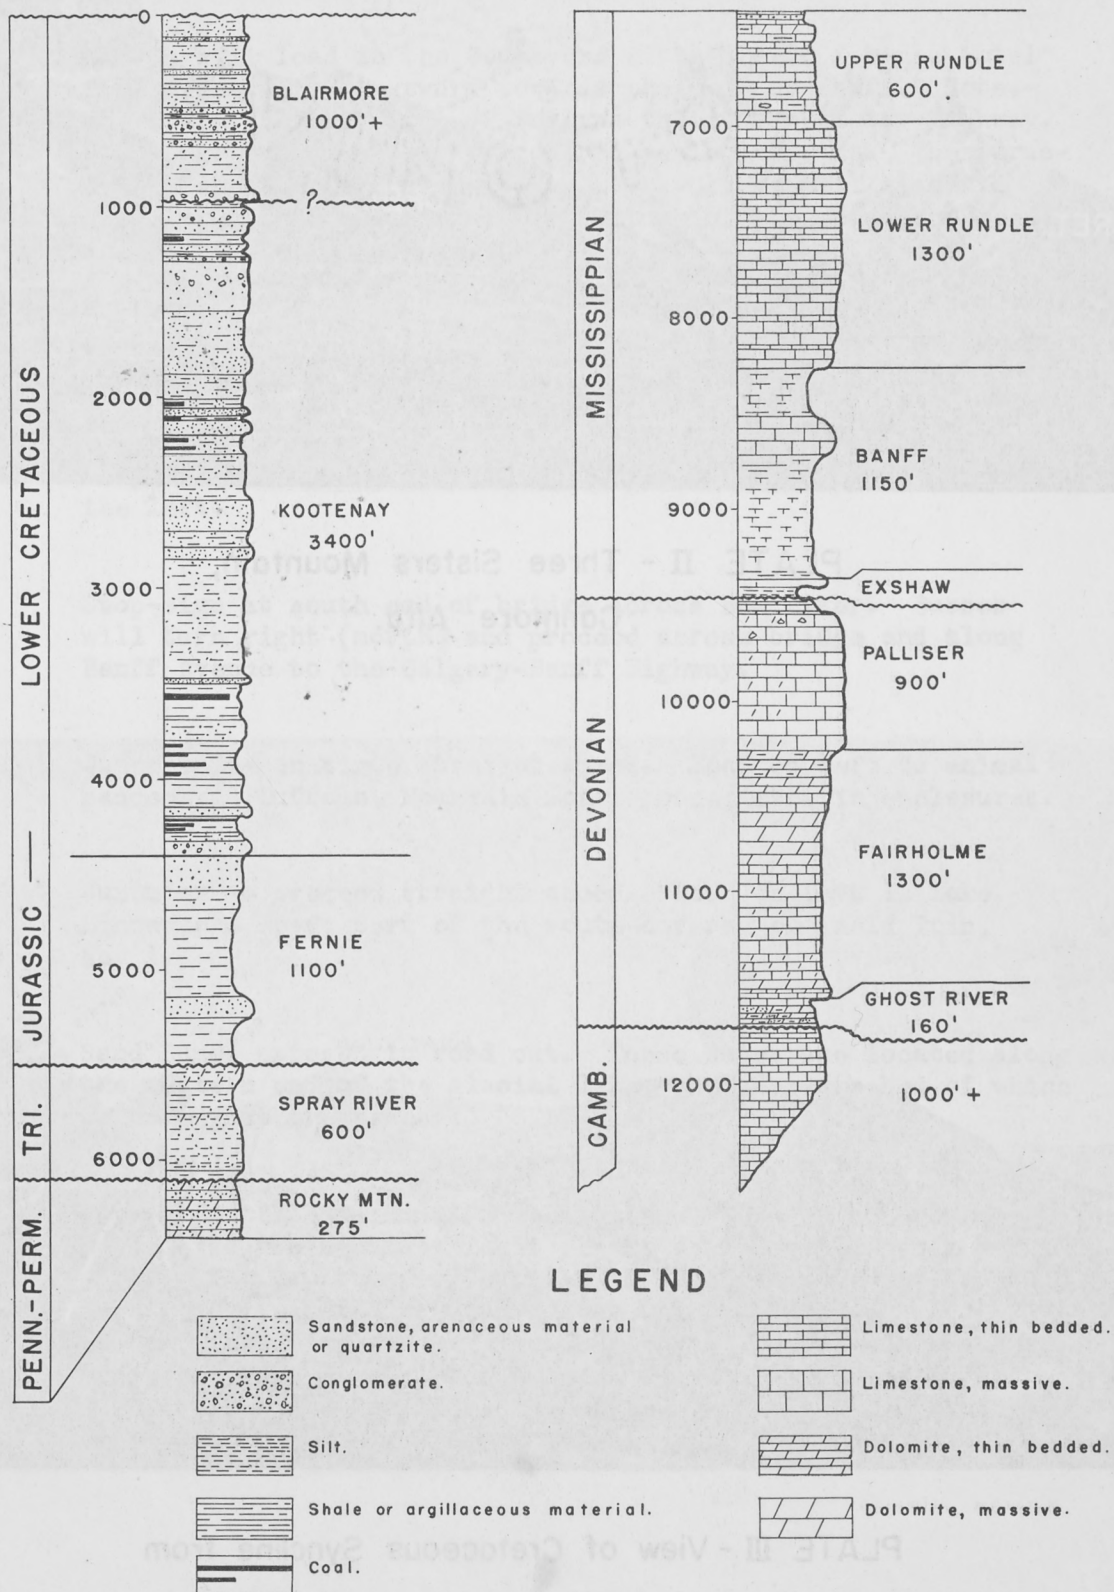 0
BLAIRMORE
1000'+
1000
?
2000
KOOTENAY
3400'
3000
4000
FERNIE
1100'
5000
SPRAY RIVER
600'
6000
ROCKY MTN.
275'
LOWER CRETACEOUS
JURASSIC
TRI.
PENN.-PERM.
UPPER RUNDLE
600'
7000
LOWER RUNDLE
1300'
8000
BANFF
1150'
9000
EXSHAW
PALLISER
900'
10000
FAIRHOLME
1300'
11000
GHOST RIVER
160'
12000
1000'+
MISSISSIPPIAN
DEVONIAN
CAMB.
PLATE II - Three Sisters Mountain,
Canmore Alta.
LEGEND
Sandstone, arenaceous material
or quartzite.
Conglomerate.
Silt.
Shale or argillaceous material.
Coal.
Limestone, thin bedded.
Limestone, massive.
Dolomite, thin bedded.
Dolomite, massive.
PLATE III - View of Cretaceous Syncline from